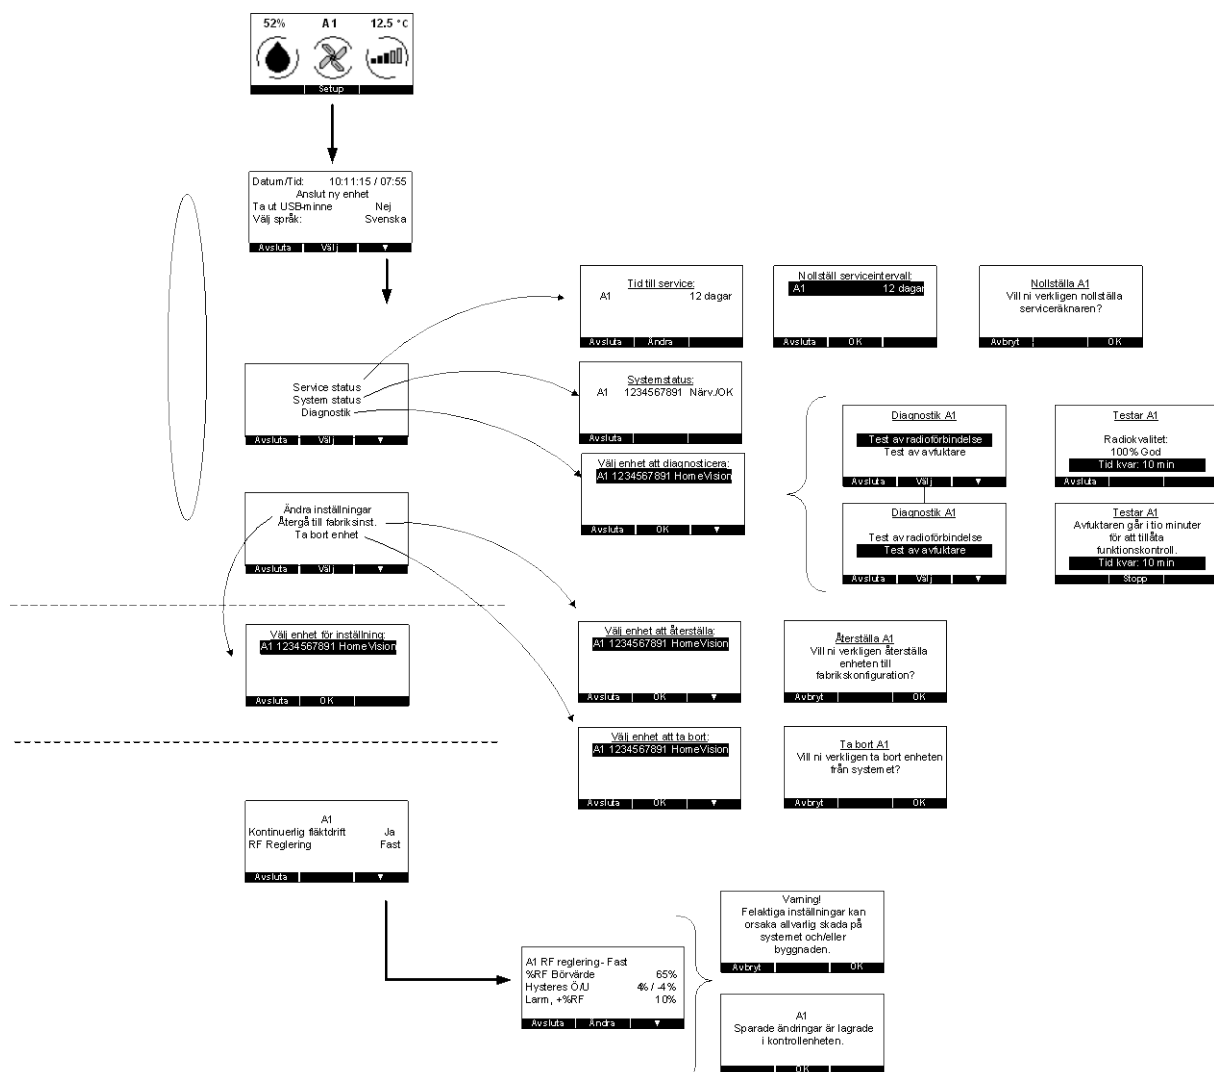 52% A1 12.5 °C
Setup
Datum/Tid: 10:11:15 / 07:55
Anslut ny enhet
Ta ut USB-minne Nej
Välj språk: Svenska
Avsluta Välj ▼
Service status
System status
Diagnostik
Avsluta Välj ▼
Tid till service:
A1 12 dagar
Avsluta Ändra
Nollställ serviceintervall:
A1 12 dagar
Avsluta OK
Nollställa A1
Vill ni verkligen nollställa
serviceräknaren?
Avbryt OK
Systemstatus:
A1 1234567891 Närv./OK
Avsluta
Välj enhet att diagnosticera:
A1 1234567891 HomeVision
Avsluta OK ▼
Diagnostik A1
Test av radioförbindelse
Test av avfuktare
Avsluta Välj ▼
Testar A1
Radiokvalitet:
100% God
Tid kvar: 10 min
Avsluta
Diagnostik A1
Test av radioförbindelse
Test av avfuktare
Avsluta Välj ▼
Testar A1
Avfuktaren går i tio minuter
för att tillåta
funktionskontroll.
Tid kvar: 10 min
Stopp
Ändra inställningar
Återgå till fabriksinst.
Ta bort enhet
Avsluta Välj ▼
Välj enhet för inställning:
A1 1234567891 HomeVision
Avsluta OK
Välj enhet att återställa:
A1 1234567891 HomeVision
Avsluta OK ▼
Återställa A1
Vill ni verkligen återställa
enheten till
fabrikskonfiguration?
Avbryt OK
Välj enhet att ta bort:
A1 1234567891 HomeVision
Avsluta OK ▼
Ta bort A1
Vill ni verkligen ta bort enheten
från systemet?
Avbryt OK
A1
Kontinuerlig fläktdrift Ja
RF Reglering Fast
Avsluta ▼
A1 RF reglering - Fast
%RF Börvärde 65%
Hysteres Ö/U 4% / -4%
Larm, +%RF 10%
Avsluta Ändra ▼
Varning!
Felaktiga inställningar kan
orsaka allvarlig skada på
systemet och/eller
byggnaden.
Avbryt OK
A1
Sparade ändringar är lagrade
i kontrollenheten.
OK